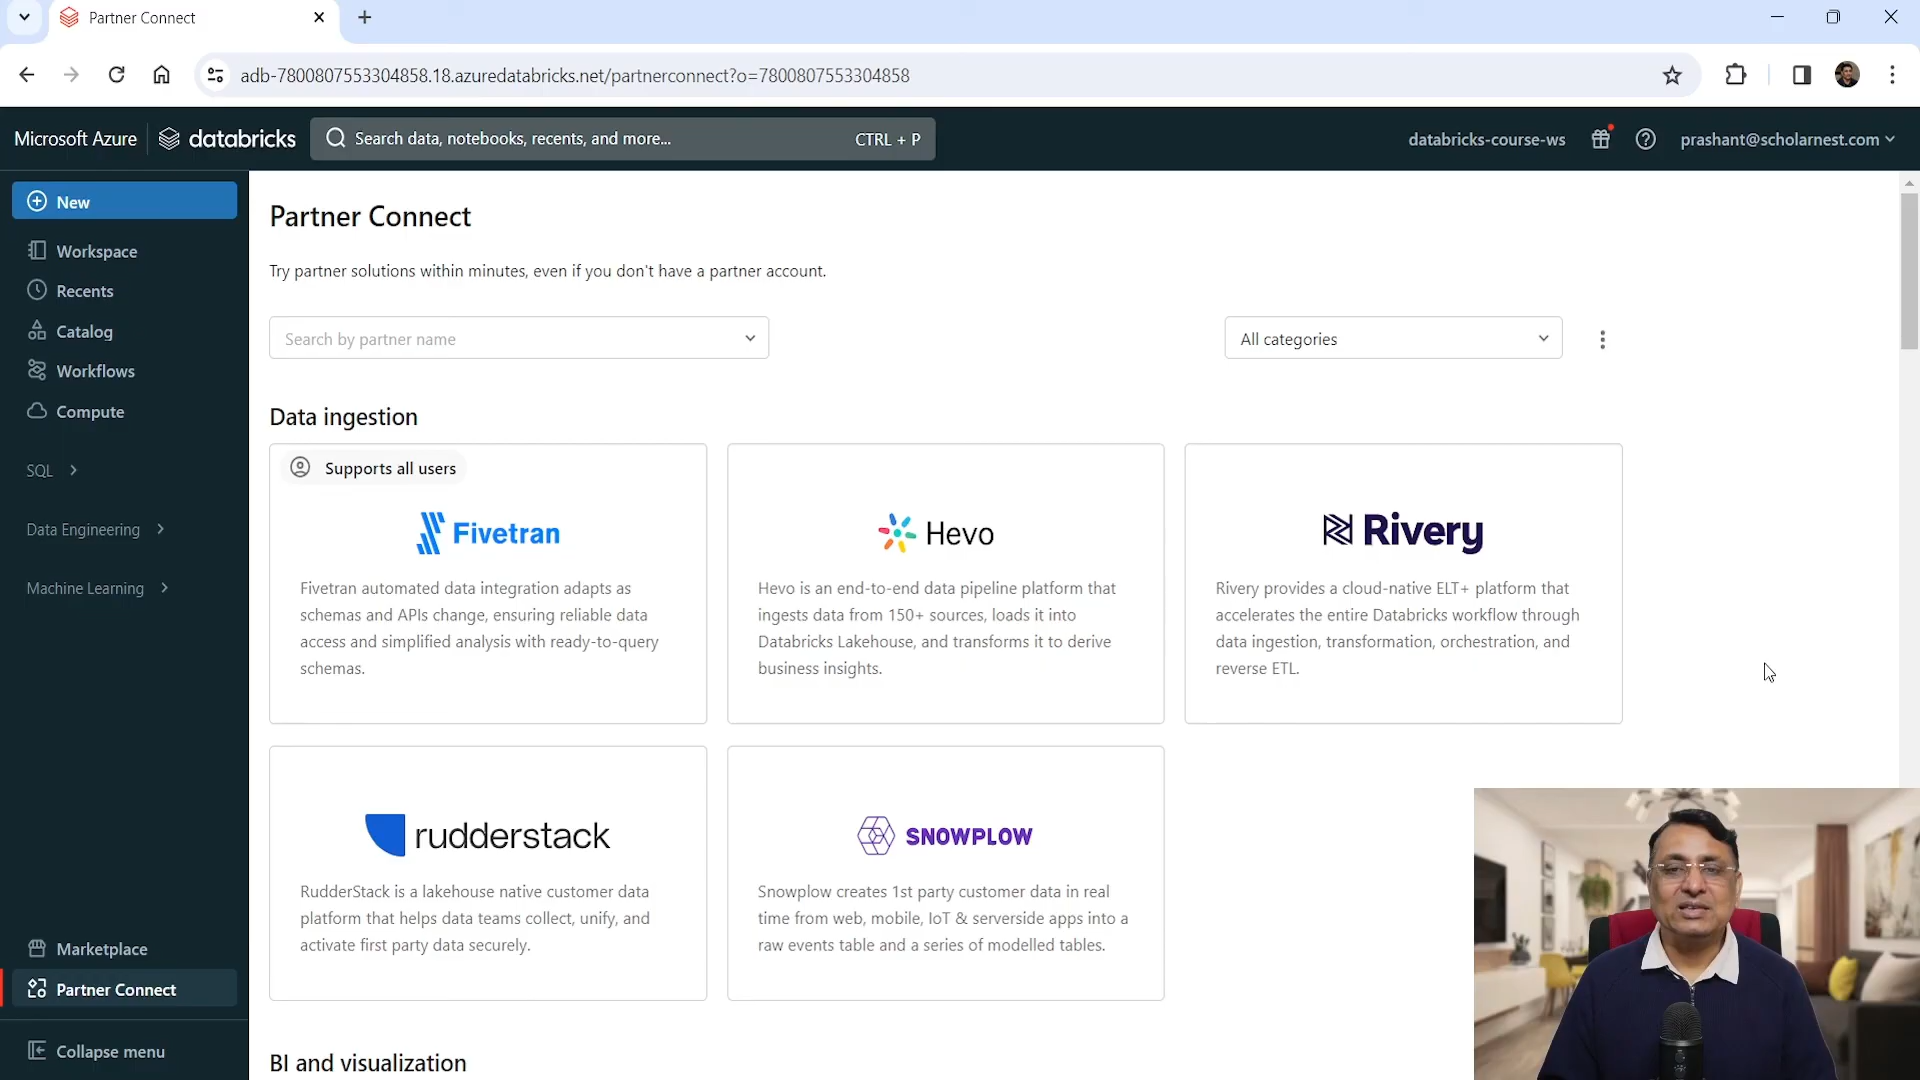 Partner Connect
adb-7800807553304858.18.azuredatabricks.net/partnerconnect?o=7800807553304858
Microsoft Azure databricks Search data, notebooks, recents, and more... CTRL + P databricks-course-ws prashant@scholarnest.com
New
Workspace
Recents
Catalog
Workflows
Compute
SQL
Data Engineering
Machine Learning
Marketplace
Partner Connect
Collapse menu
Partner Connect
Try partner solutions within minutes, even if you don't have a partner account.
Search by partner name
All categories
Data ingestion
Supports all users
Fivetran
Fivetran automated data integration adapts as
schemas and APIs change, ensuring reliable data
access and simplified analysis with ready-to-query
schemas.
Hevo
Hevo is an end-to-end data pipeline platform that
ingests data from 150+ sources, loads it into
Databricks Lakehouse, and transforms it to derive
business insights.
Rivery
Rivery provides a cloud-native ELT+ platform that
accelerates the entire Databricks workflow through
data ingestion, transformation, orchestration, and
reverse ETL.
rudderstack
RudderStack is a lakehouse native customer data
platform that helps data teams collect, unify, and
activate first party data securely.
SNOWPLOW
Snowplow creates 1st party customer data in real
time from web, mobile, IoT & serverside apps into a
raw events table and a series of modelled tables.
BI and visualization